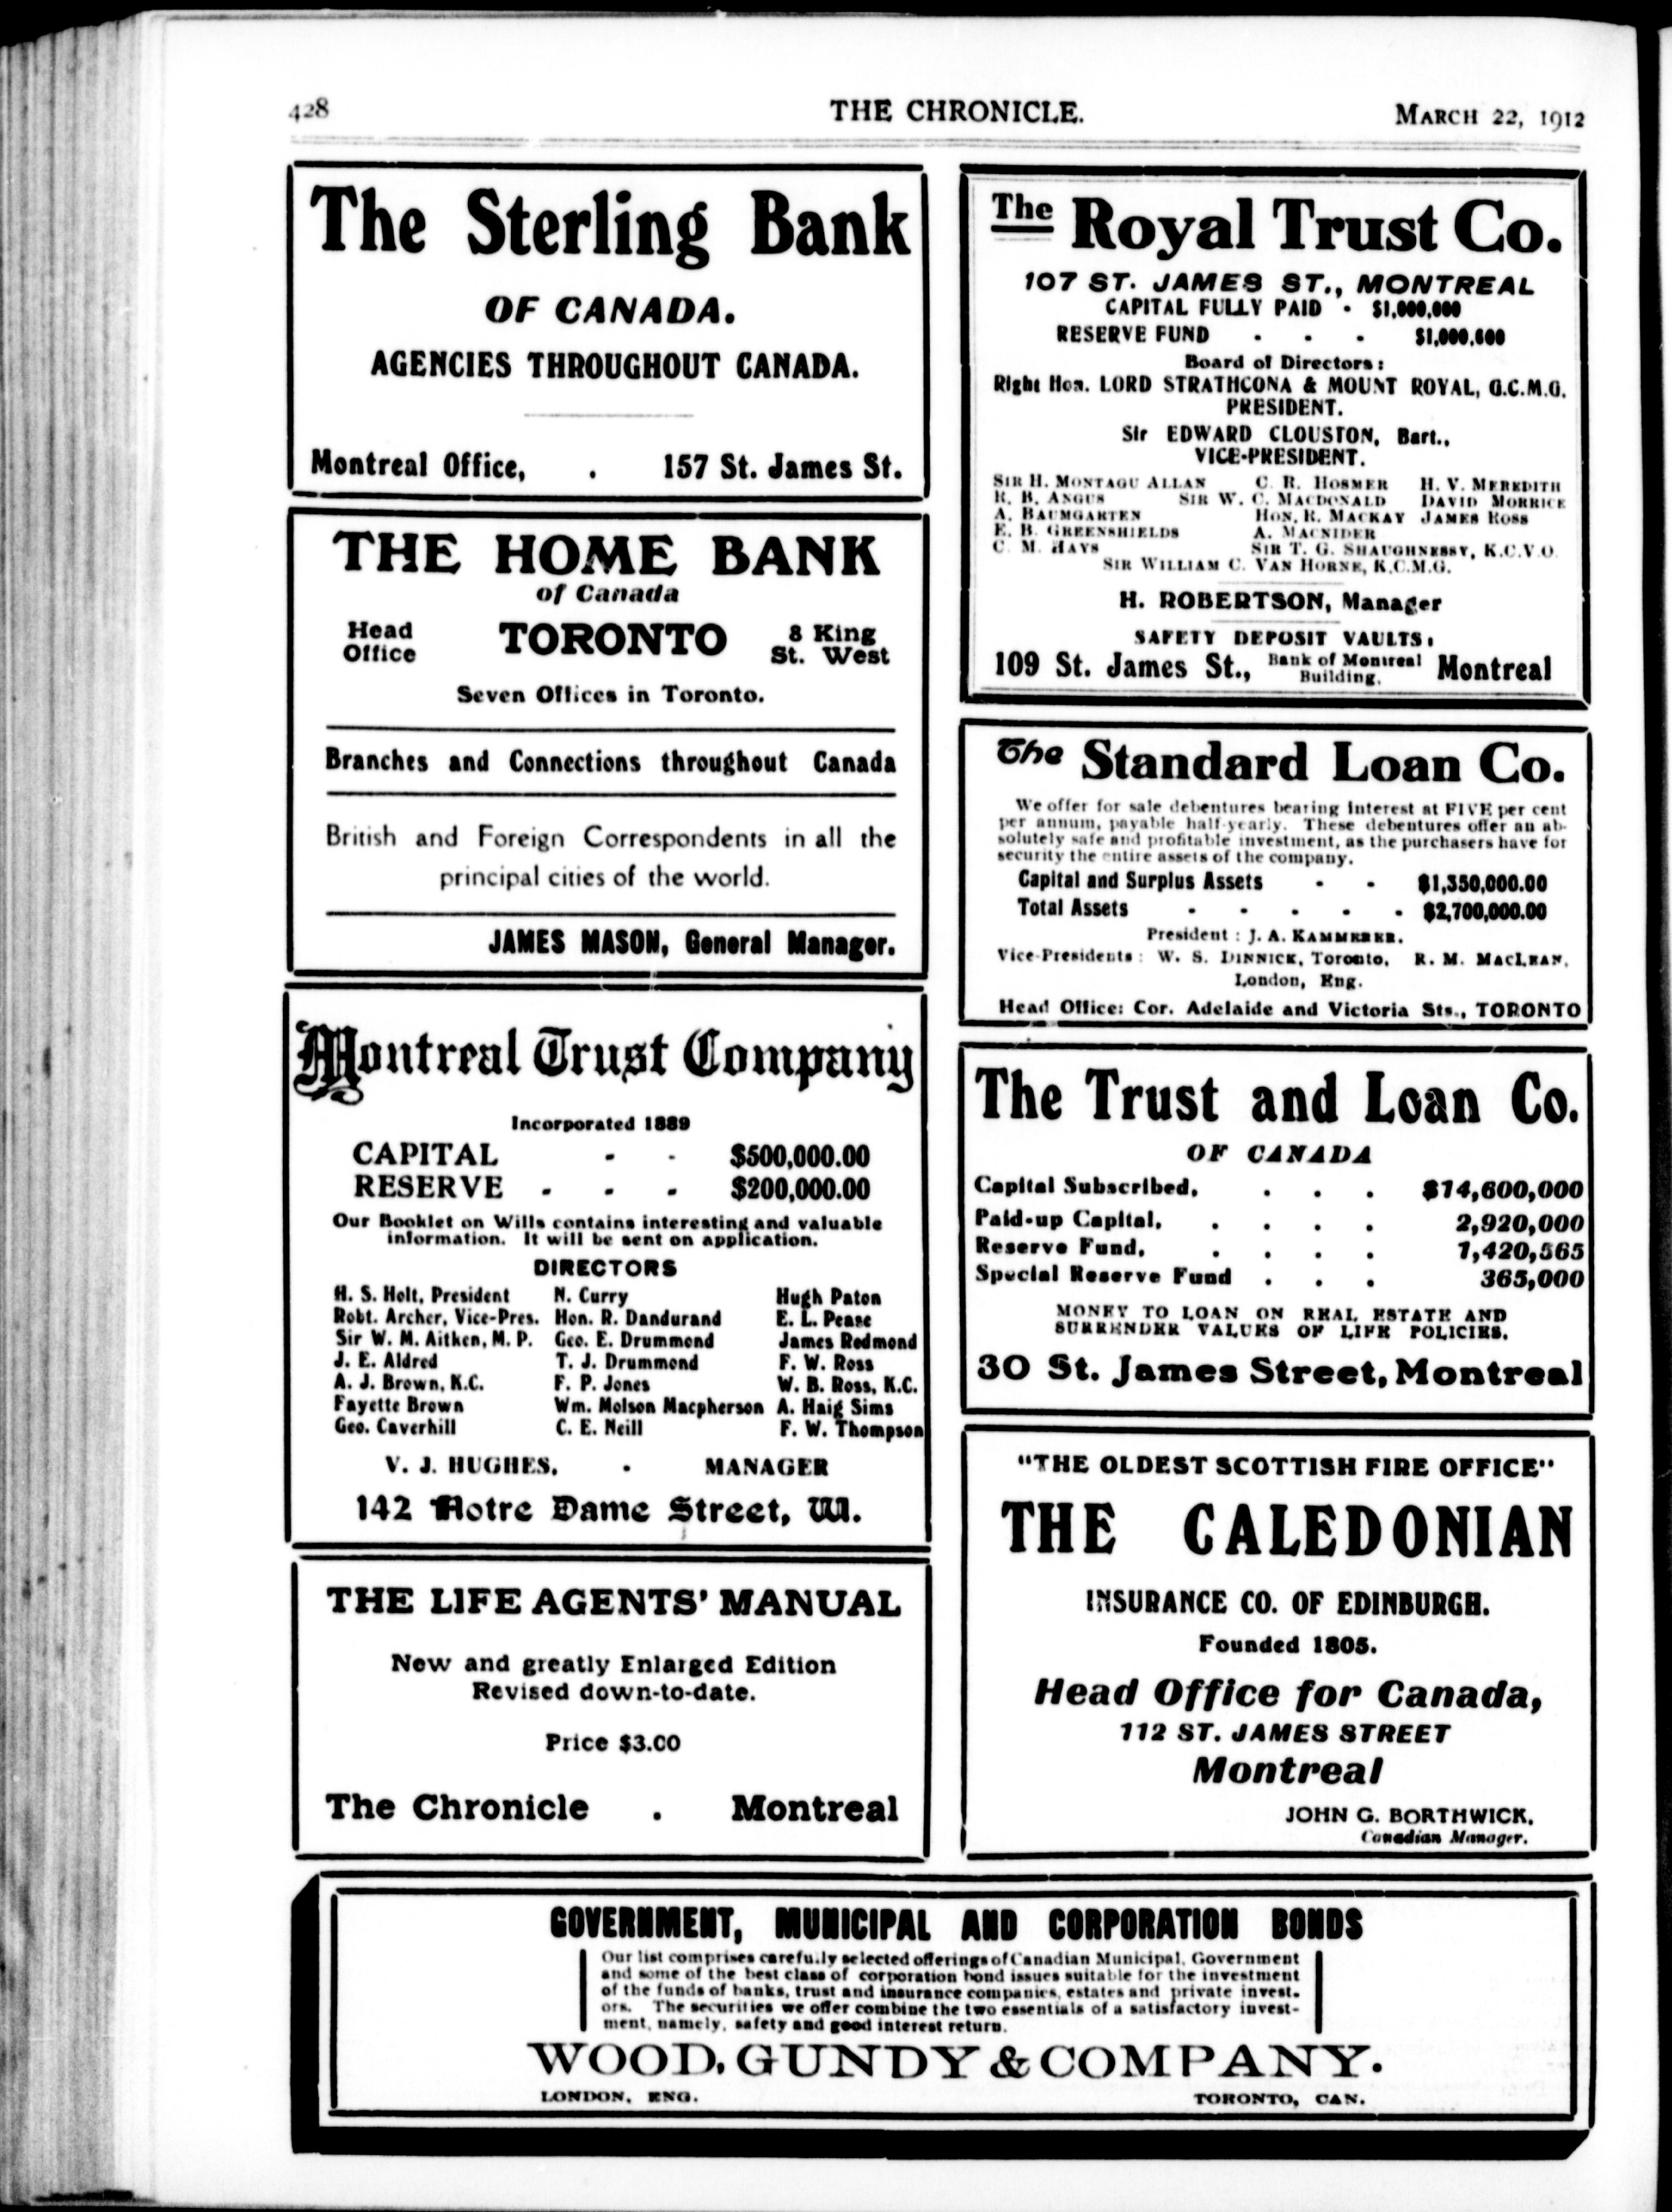 428
THE CHRONICLE.
MARCH 22, 1912
The Sterling Bank
OF CANADA.
AGENCIES THROUGHOUT CANADA.
Montreal Office, . 157 St. James St.
THE HOME BANK
of Canada
Head Office
TORONTO
8 King St. West
Seven Offices in Toronto.
Branches and Connections throughout Canada
British and Foreign Correspondents in all the
principal cities of the world.
JAMES MASON, General Manager.
Montreal Trust Company
Incorporated 1889
CAPITAL - - $500,000.00
RESERVE - - - $200,000.00
Our Booklet on Wills contains interesting and valuable
information. It will be sent on application.
DIRECTORS
H. S. Holt, President N. Curry Hugh Paton
Robt. Archer, Vice-Pres. Hon. R. Dandurand E. L. Pease
Sir W. M. Aitken, M. P. Geo. E. Drummond James Redmond
J. E. Aldred T. J. Drummond F. W. Ross
A. J. Brown, K.C. F. P. Jones W. B. Ross, K.C.
Fayette Brown Wm. Molson Macpherson A. Haig Sims
Geo. Caverhill C. E. Neill F. W. Thompson
V. J. HUGHES, - MANAGER
142 Notre Dame Street, W.
THE LIFE AGENTS' MANUAL
New and greatly Enlarged Edition
Revised down-to-date.
Price $3.00
The Chronicle . Montreal
The Royal Trust Co.
107 ST. JAMES ST., MONTREAL
CAPITAL FULLY PAID - $1,000,000
RESERVE FUND - - - $1,000,000
Board of Directors:
Right Hon. LORD STRATHCONA & MOUNT ROYAL, G.C.M.G.
PRESIDENT.
Sir EDWARD CLOUSTON, Bart.,
VICE-PRESIDENT.
SIR H. MONTAGU ALLAN C. R. HOSMER H. V. MEREDITH
R. B. ANGUS SIR W. C. MACDONALD DAVID MORRICE
A. BAUMGARTEN HON. R. MACKAY JAMES ROSS
E. B. GREENSHIELDS A. MACNIDER
C. M. HAYS SIR T. G. SHAUGHNESSY, K.C.V.O.
SIR WILLIAM C. VAN HORNE, K.C.M.G.
H. ROBERTSON, Manager
SAFETY DEPOSIT VAULTS:
109 St. James St., Bank of Montreal Building. Montreal
The Standard Loan Co.
We offer for sale debentures bearing interest at FIVE per cent
per annum, payable half-yearly. These debentures offer an ab-
solutely safe and profitable investment, as the purchasers have for
security the entire assets of the company.
Capital and Surplus Assets - - $1,350,000.00
Total Assets - - - - - $2,700,000.00
President : J. A. KAMMERER.
Vice-Presidents : W. S. DINNICK, Toronto, R. M. MACLEAN,
London, Eng.
Head Office: Cor. Adelaide and Victoria Sts., TORONTO
The Trust and Loan Co.
OF CANADA
Capital Subscribed, . . . $14,600,000
Paid-up Capital, . . . . 2,920,000
Reserve Fund, . . . . 1,420,565
Special Reserve Fund . . . 365,000
MONEY TO LOAN ON REAL ESTATE AND
SURRENDER VALUES OF LIFE POLICIES.
30 St. James Street, Montreal
"THE OLDEST SCOTTISH FIRE OFFICE"
THE CALEDONIAN
INSURANCE CO. OF EDINBURGH.
Founded 1805.
Head Office for Canada,
112 ST. JAMES STREET
Montreal
JOHN G. BORTHWICK,
Canadian Manager.
GOVERNMENT, MUNICIPAL AND CORPORATION BONDS
Our list comprises carefully selected offerings of Canadian Municipal, Government
and some of the best class of corporation bond issues suitable for the investment
of the funds of banks, trust and insurance companies, estates and private invest-
ors. The securities we offer combine the two essentials of a satisfactory invest-
ment, namely, safety and good interest return.
WOOD, GUNDY & COMPANY.
LONDON, ENG.
TORONTO, CAN.